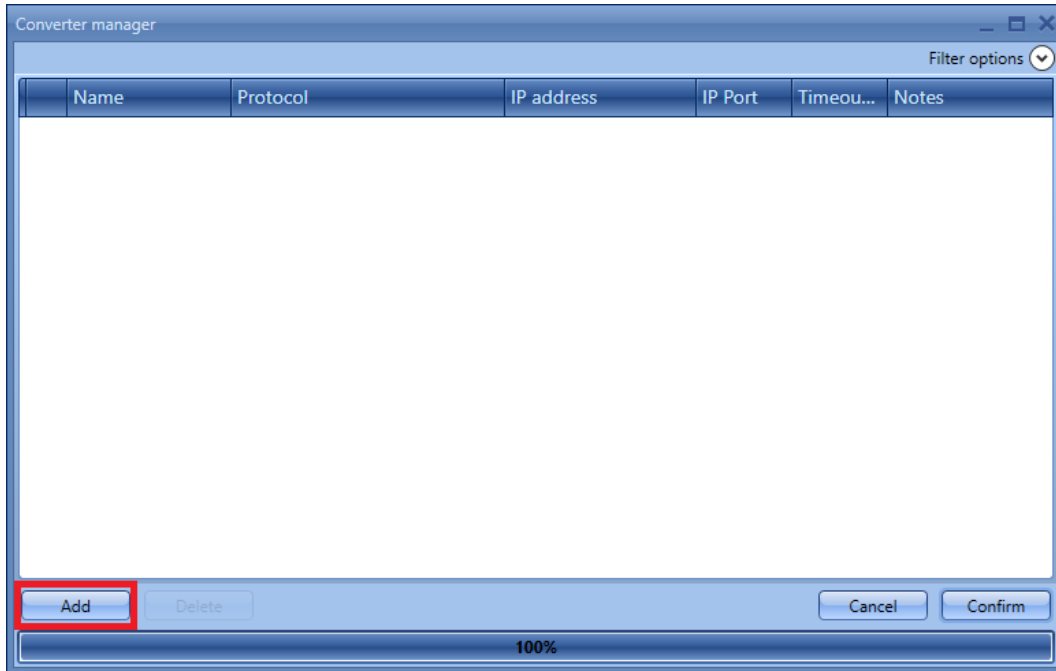 Converter manager
Filter options
Name Protocol IP address IP Port Timeou... Notes
Add Delete Cancel Confirm
100%